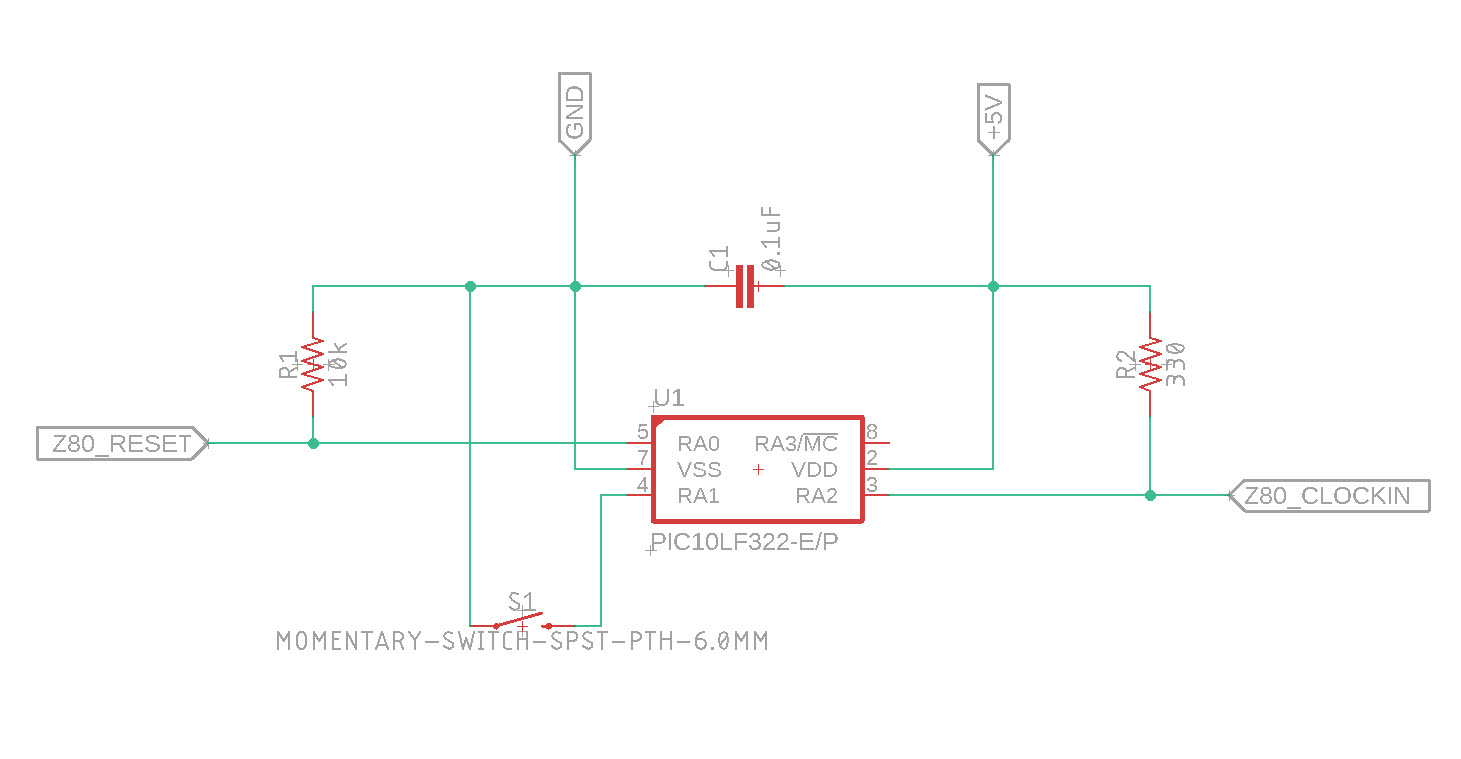 GND
+5V
C1
0.1uF
R1
10k
R2
330
U1
Z80_RESET
5
RA0
RA3/MC
8
7
VSS
VDD
2
4
RA1
RA2
3
Z80_CLOCKIN
PIC10LF322-E/P
S1
MOMENTARY-SWITCH-SPST-PTH-6.0MM